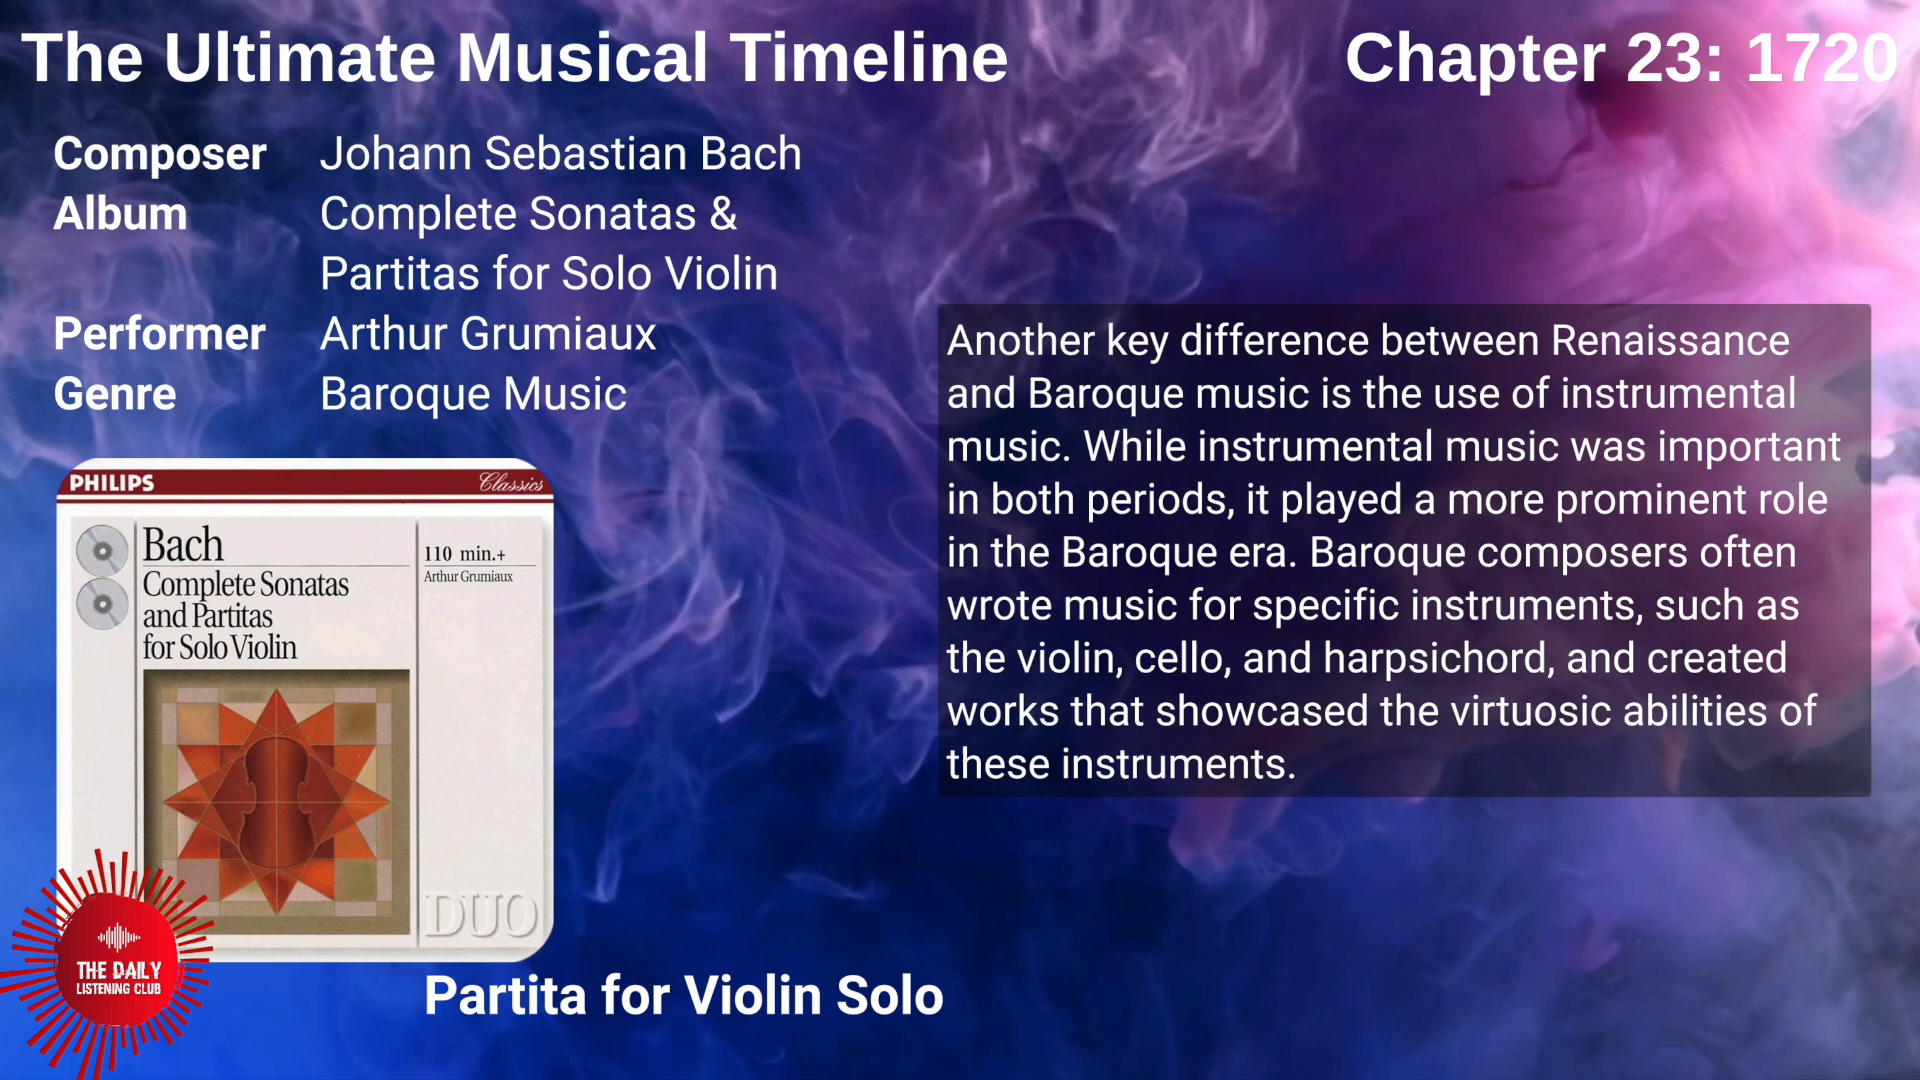 The Ultimate Musical Timeline
Chapter 23: 1720
Composer Johann Sebastian Bach
Album Complete Sonatas &
Partitas for Solo Violin
Performer Arthur Grumiaux
Genre Baroque Music
Another key difference between Renaissance
and Baroque music is the use of instrumental
music. While instrumental music was important
in both periods, it played a more prominent role
in the Baroque era. Baroque composers often
wrote music for specific instruments, such as
the violin, cello, and harpsichord, and created
works that showcased the virtuosic abilities of
these instruments.
PHILIPS Classics
Bach
Complete Sonatas
and Partitas
for Solo Violin
110 min.+
Arthur Grumiaux
DUO
THE DAILY
LISTENING CLUB
Partita for Violin Solo